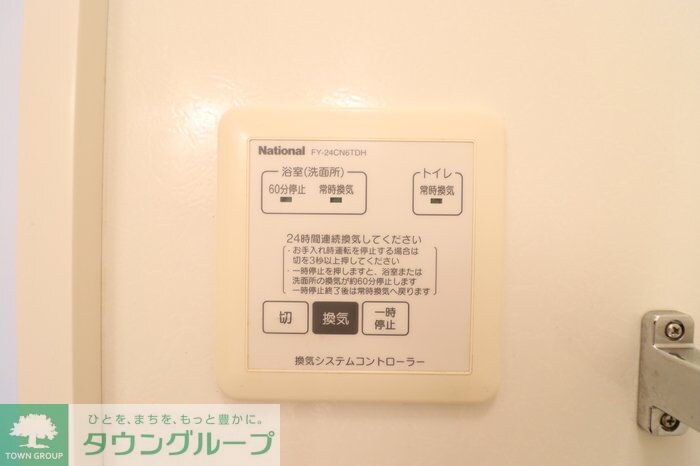 National FY-24CN6TDH
浴室(洗面所)
60分停止 常時換気
トイレ
常時換気
24時間連続換気してください
・お手入れ時運転を停止する場合は
切を3秒以上押してください
・一時停止を押しますと、浴室または
洗面所の換気が約60分停止します
一時停止終了後は常時換気へ戻ります
切
換気
一時
停止
換気システムコントローラー
ひとを、まちを、もっと豊かに。
タウングループ
TOWN GROUP